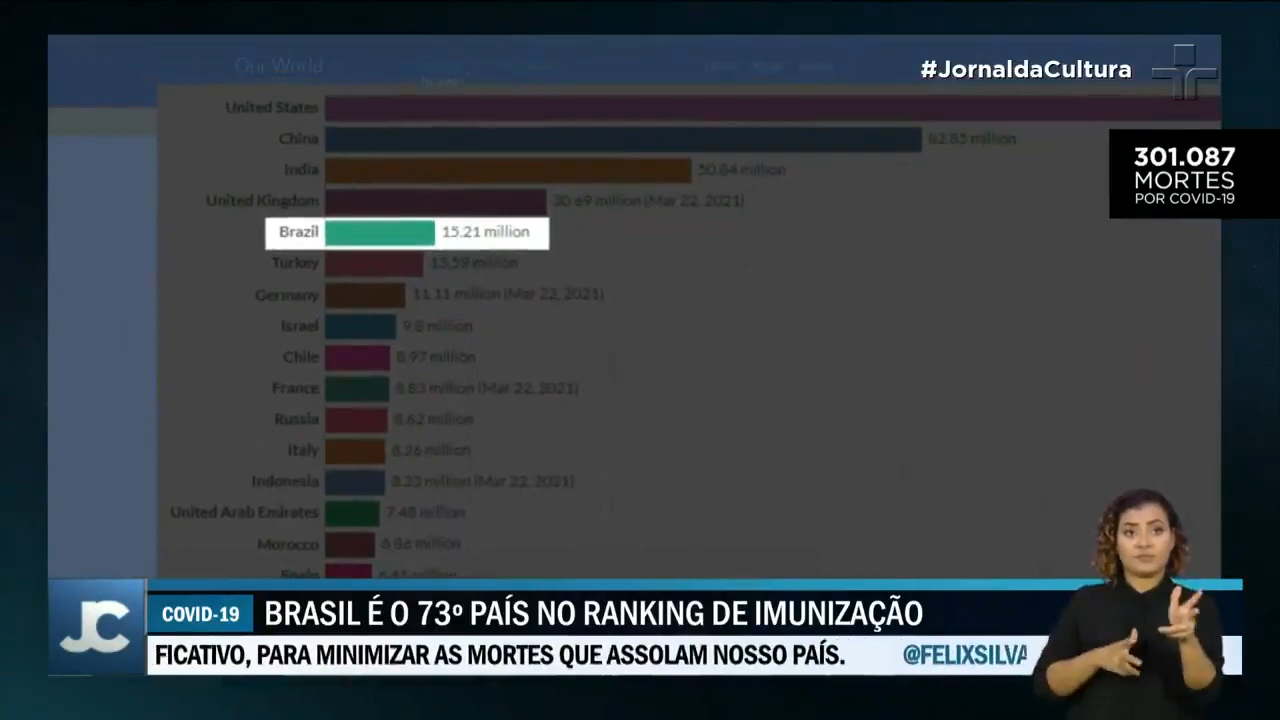 Our World
#JornaldaCultura
United States
China 62.85 million
India 50.84 million
United Kingdom 30.69 million (Mar 22, 2021)
Brazil 15.21 million
Turkey 13.59 million
Germany 11.11 million (Mar 22, 2021)
Israel 9.8 million
Chile 8.97 million
France 8.83 million (Mar 22, 2021)
Russia 8.62 million
Italy 8.26 million
Indonesia 8.23 million (Mar 22, 2021)
United Arab Emirates 7.48 million
Morocco 6.86 million
Spain
301.087
MORTES
POR COVID-19
JC
COVID-19 BRASIL É O 73º PAÍS NO RANKING DE IMUNIZAÇÃO
FICATIVO, PARA MINIMIZAR AS MORTES QUE ASSOLAM NOSSO PAÍS. @FELIXSILVA